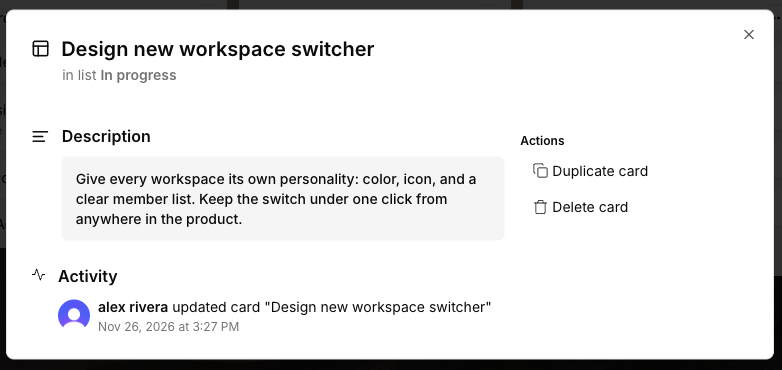 Design new workspace switcher
in list In progress
Description
Give every workspace its own personality: color, icon, and a
clear member list. Keep the switch under one click from
anywhere in the product.
Actions
Duplicate card
Delete card
Activity
alex rivera updated card "Design new workspace switcher"
Nov 26, 2026 at 3:27 PM